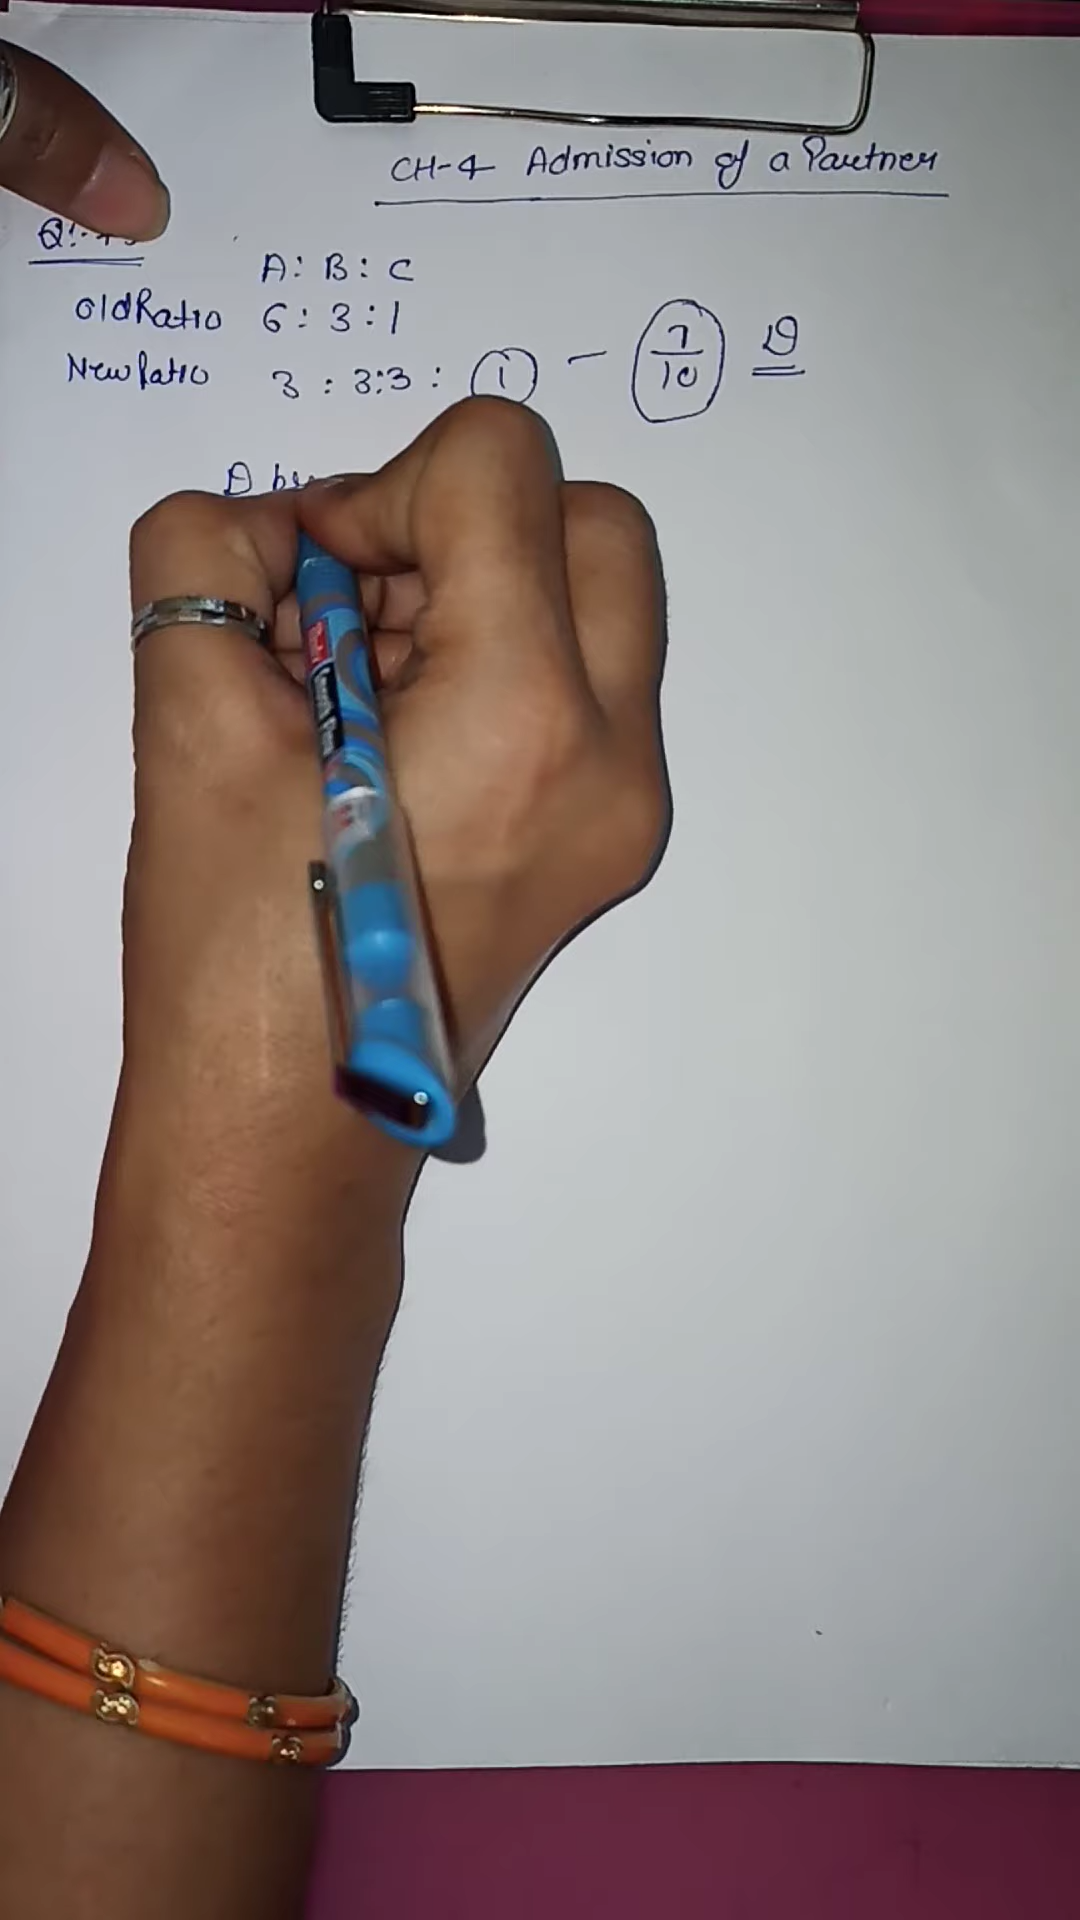 CH-4 Admission of a Partner
A: B: C
Old Ratio 6 : 3 : 1
New Ratio 3 : 3:3 : 1 - 7/10 D
D